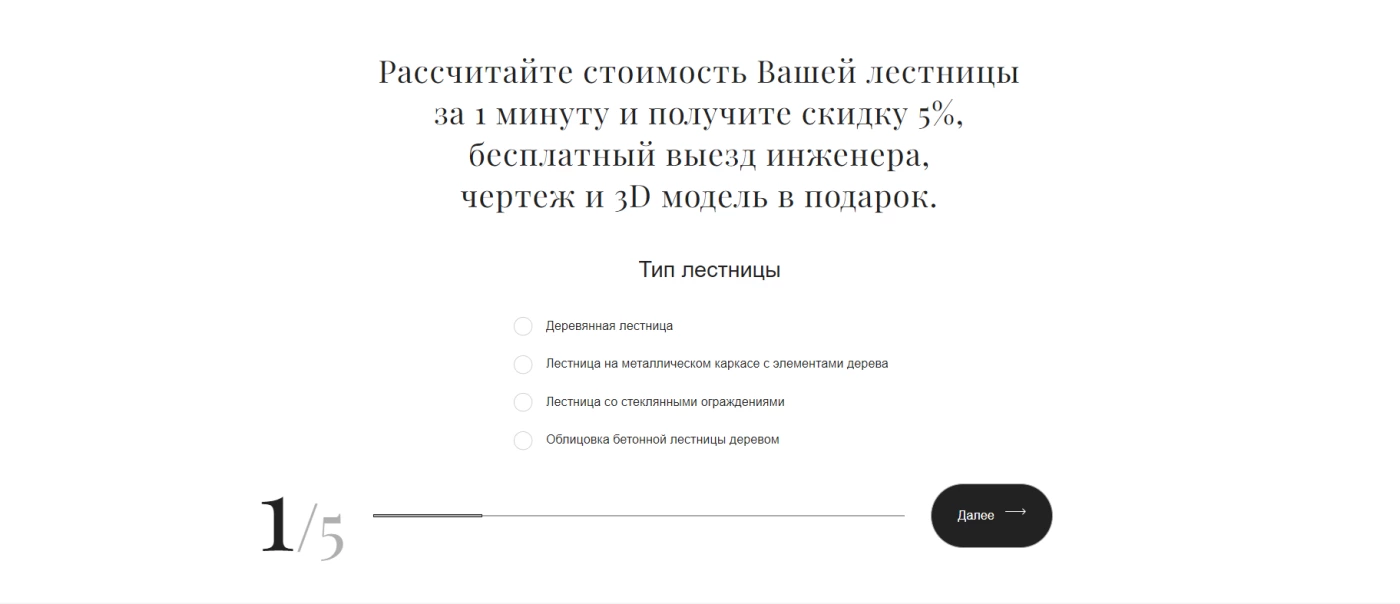 Рассчитайте стоимость Вашей лестницы
за 1 минуту и получите скидку 5%,
бесплатный выезд инженера,
чертеж и 3D модель в подарок.
Тип лестницы
Деревянная лестница
Лестница на металлическом каркасе с элементами дерева
Лестница со стеклянными ограждениями
Облицовка бетонной лестницы деревом
1/5
Далее